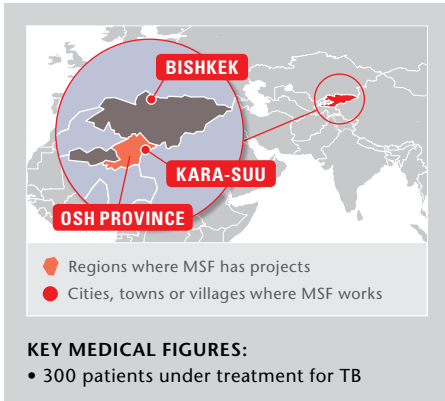 BISHKEK
KARA-SUU
OSH PROVINCE
Regions where MSF has projects
Cities, towns or villages where MSF works
KEY MEDICAL FIGURES:
• 300 patients under treatment for TB